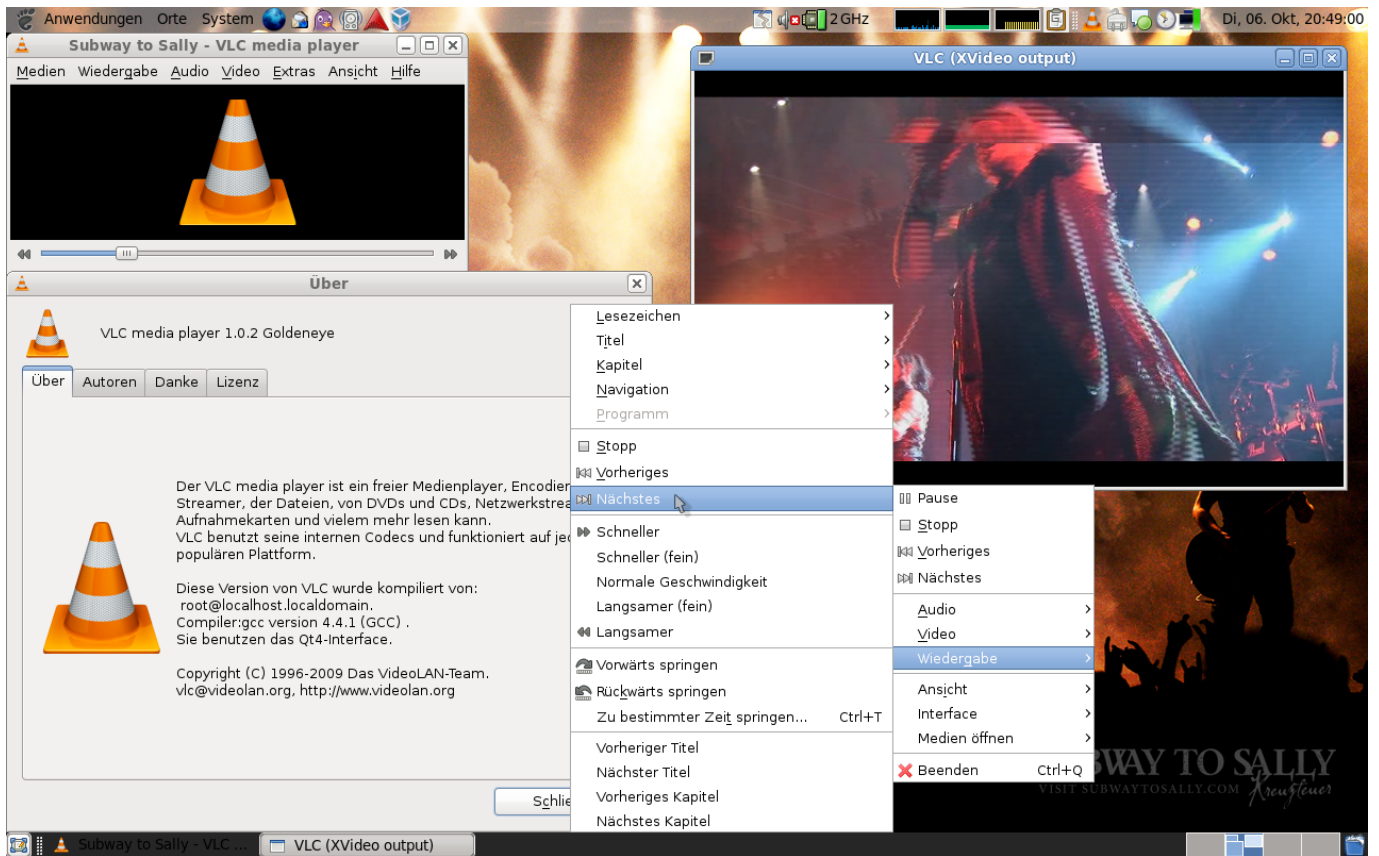 Anwendungen Orte System
2 GHz
Di, 06. Okt, 20:49:00
Subway to Sally - VLC media player
Medien Wiedergabe Audio Video Extras Ansicht Hilfe
VLC (XVideo output)
Über
VLC media player 1.0.2 Goldeneye
Über Autoren Danke Lizenz
Der VLC media player ist ein freier Medienplayer, Encodier
Streamer, der Dateien, von DVDs und CDs, Netzwerkstrea
Aufnahmekarten und vielem mehr lesen kann.
VLC benutzt seine internen Codecs und funktioniert auf jed
populären Plattform.
Diese Version von VLC wurde kompiliert von:
root@localhost.localdomain.
Compiler:gcc version 4.4.1 (GCC) .
Sie benutzen das Qt4-Interface.
Copyright (C) 1996-2009 Das VideoLAN-Team.
vlc@videolan.org, http://www.videolan.org
Schlie
Lesezeichen
Titel
Kapitel
Navigation
Programm
Stopp
Vorheriges
Nächstes
Schneller
Schneller (fein)
Normale Geschwindigkeit
Langsamer (fein)
Langsamer
Vorwärts springen
Rückwärts springen
Zu bestimmter Zeit springen... Ctrl+T
Vorheriger Titel
Nächster Titel
Vorheriges Kapitel
Nächstes Kapitel
Pause
Stopp
Vorheriges
Nächstes
Audio
Video
Wiedergabe
Ansicht
Interface
Medien öffnen
Beenden Ctrl+Q
BWAY TO SALLY
VISIT SUBWAYTOSALLY.COM Kreuzfeuer
Subway to Sally - VLC ...
VLC (XVideo output)